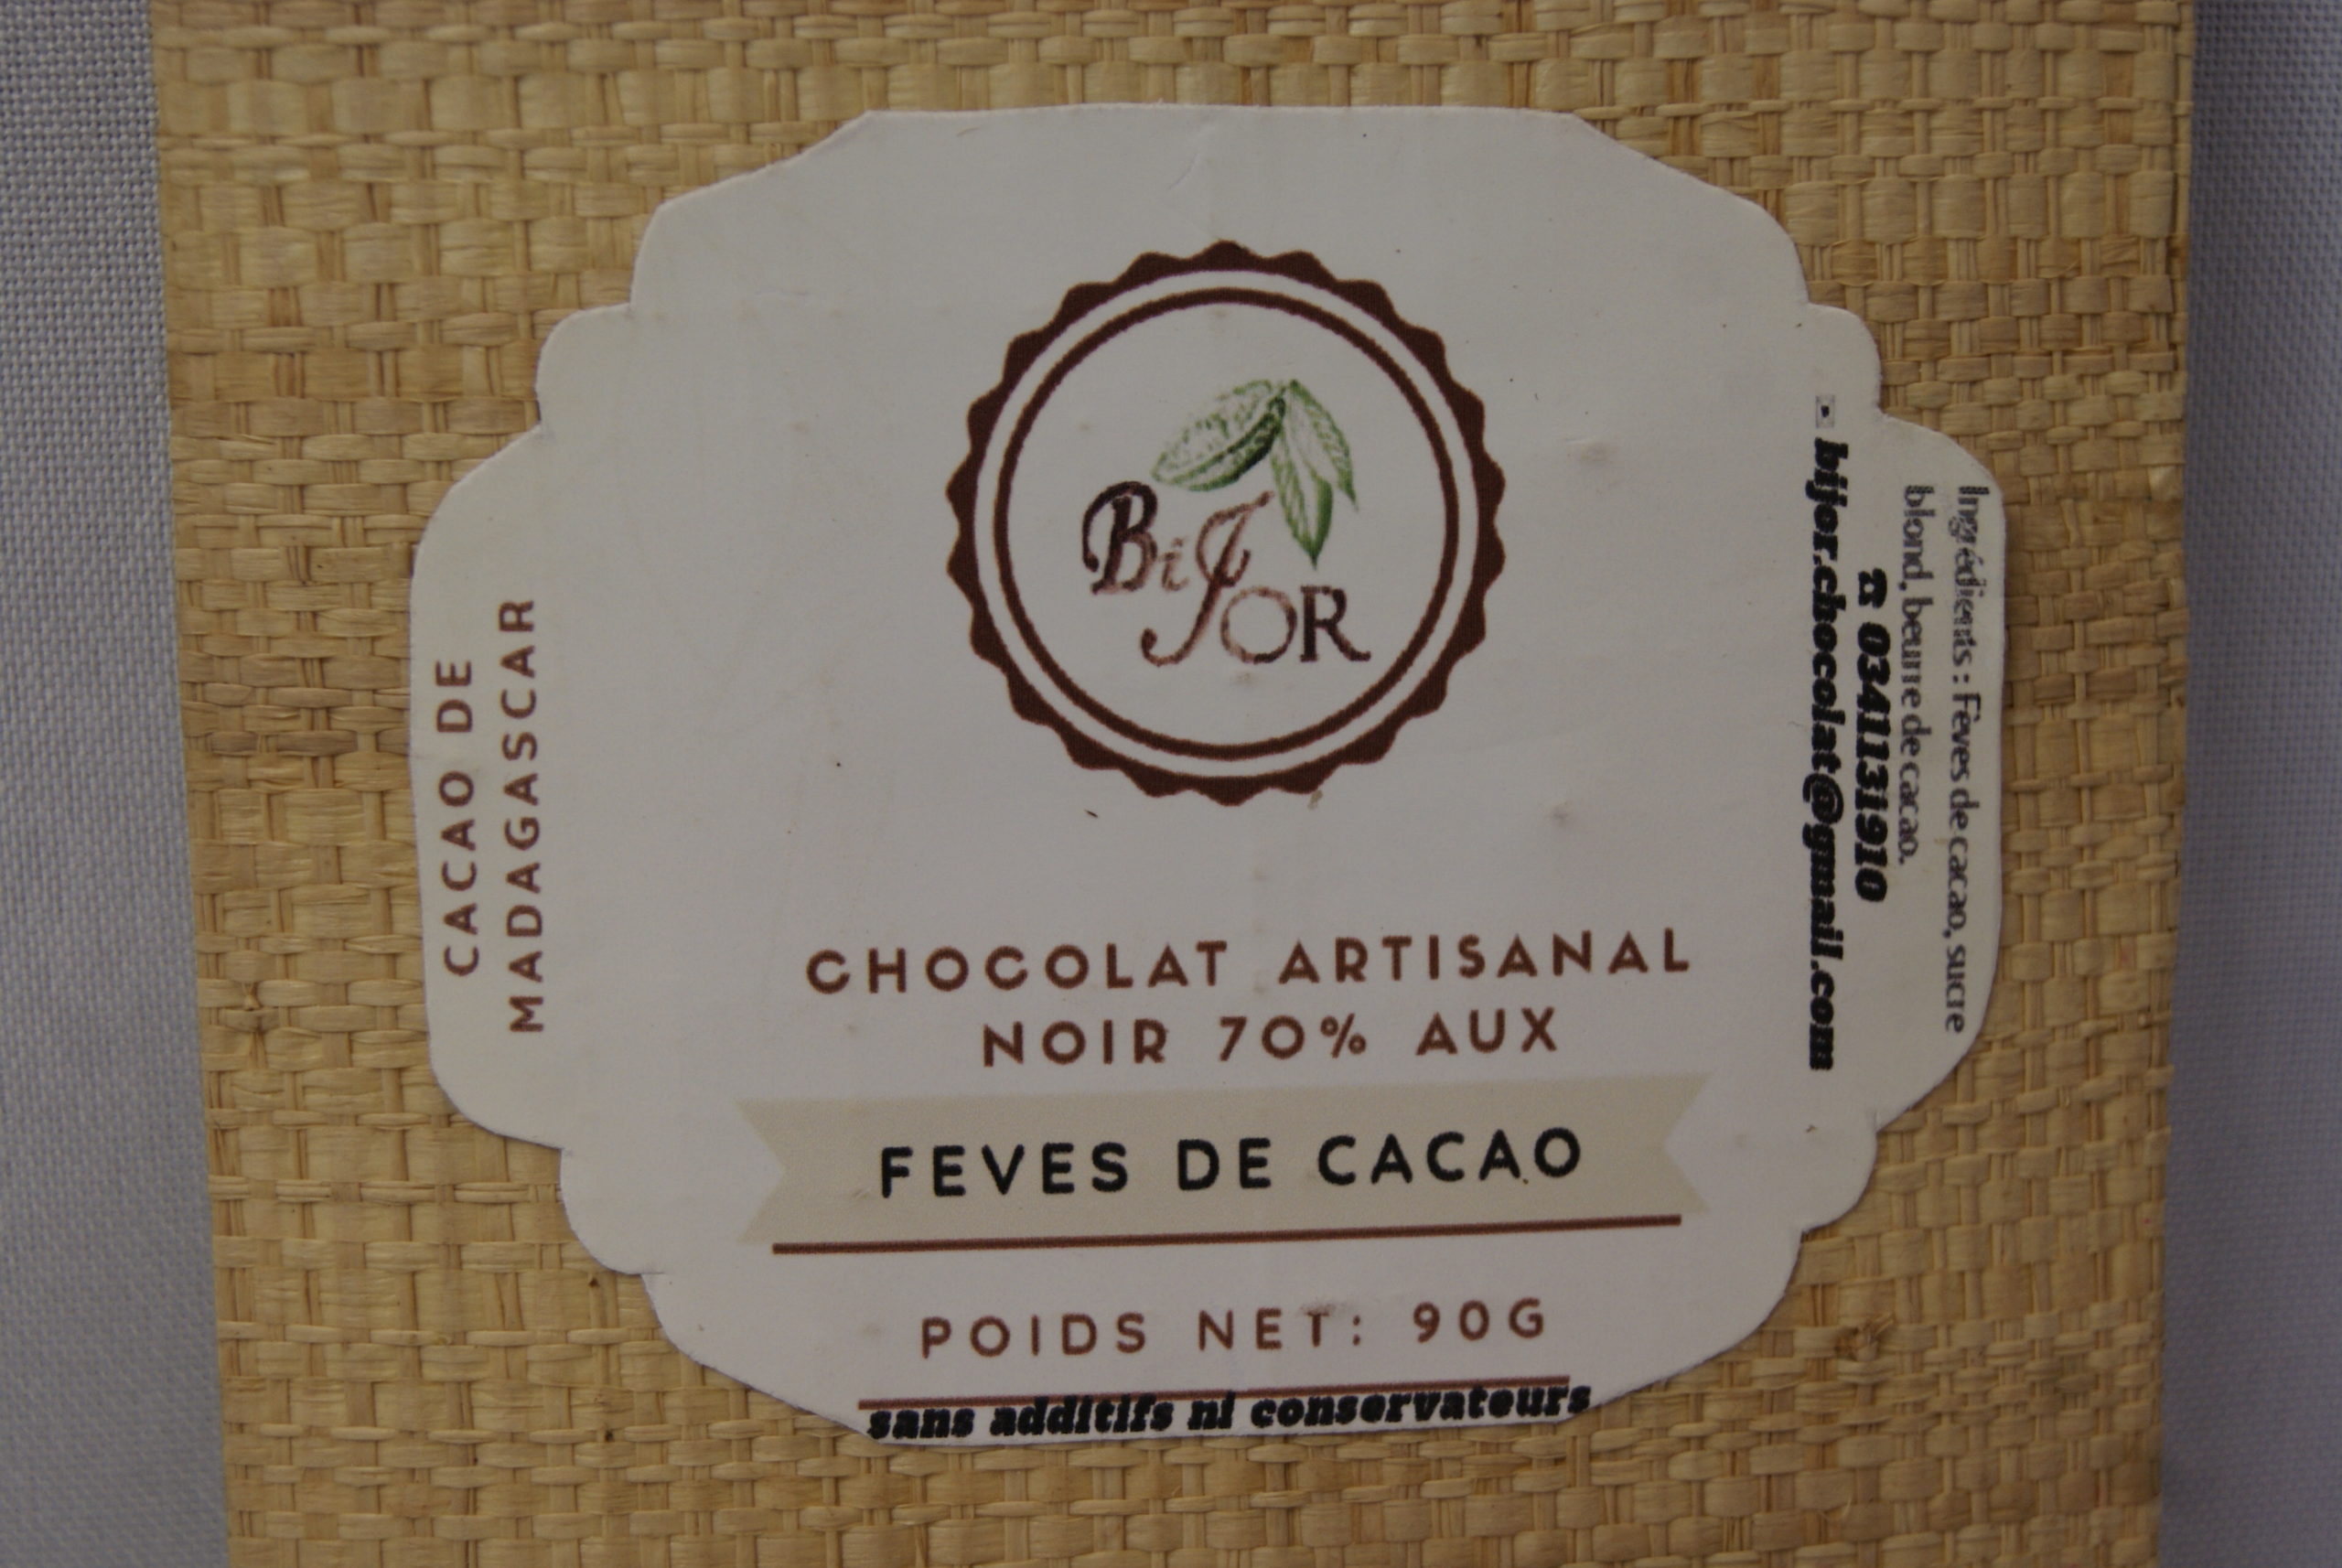 BiJOR
CHOCOLAT ARTISANAL
NOIR 70% AUX
FEVES DE CACAO
POIDS NET: 90G
sans additifs ni conservateurs
CACAO DE
MADAGASCAR
Ingrédients : Fèves de cacao, sucre
blond, beurre de cacao.
☎ 0341131910
bijor.chocolat@gmail.com